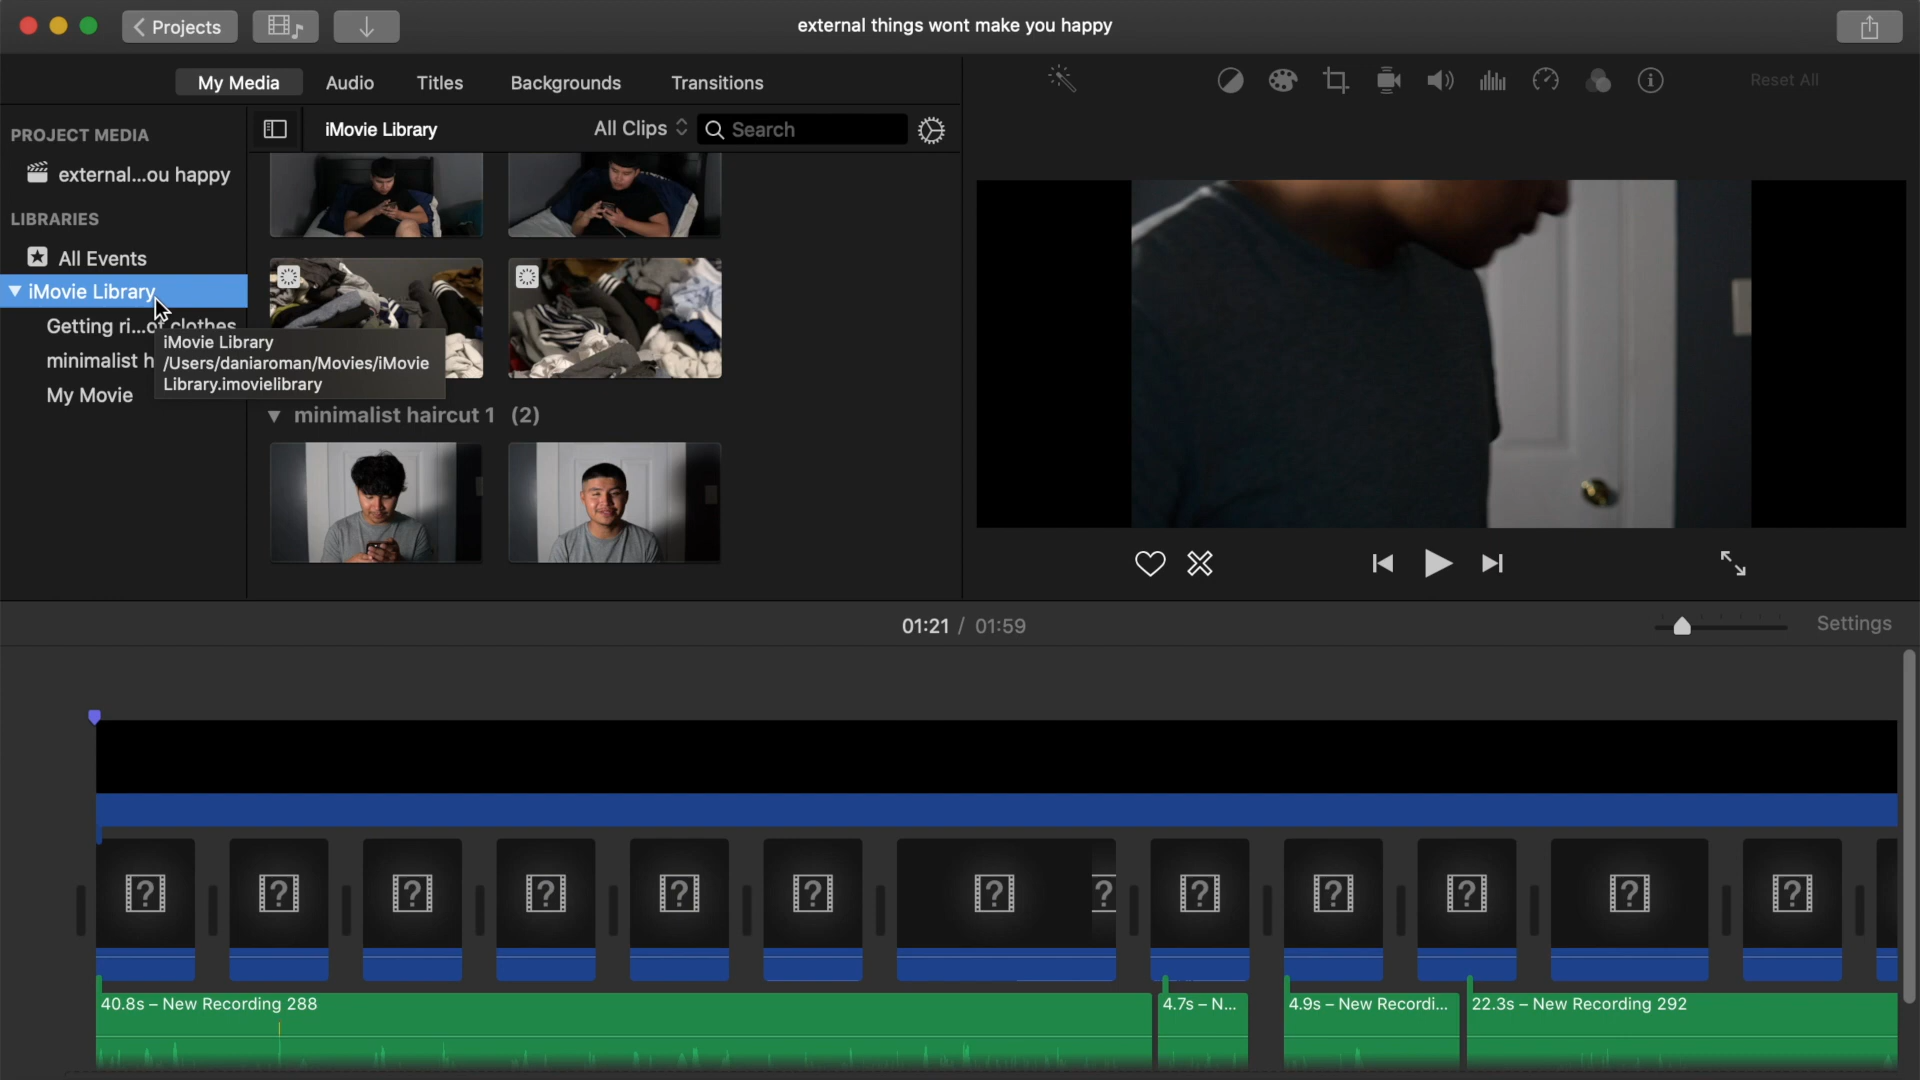 Projects
external things wont make you happy
My Media
Audio
Titles
Backgrounds
Transitions
Reset All
PROJECT MEDIA
iMovie Library
All Clips
Search
external...ou happy
LIBRARIES
All Events
iMovie Library
Getting ri...of clothes
minimalist h
My Movie
iMovie Library
/Users/daniaroman/Movies/iMovie
Library.imovielibrary
minimalist haircut 1 (2)
01:21 / 01:59
Settings
40.8s – New Recording 288
4.7s – N...
4.9s – New Recordi...
22.3s – New Recording 292